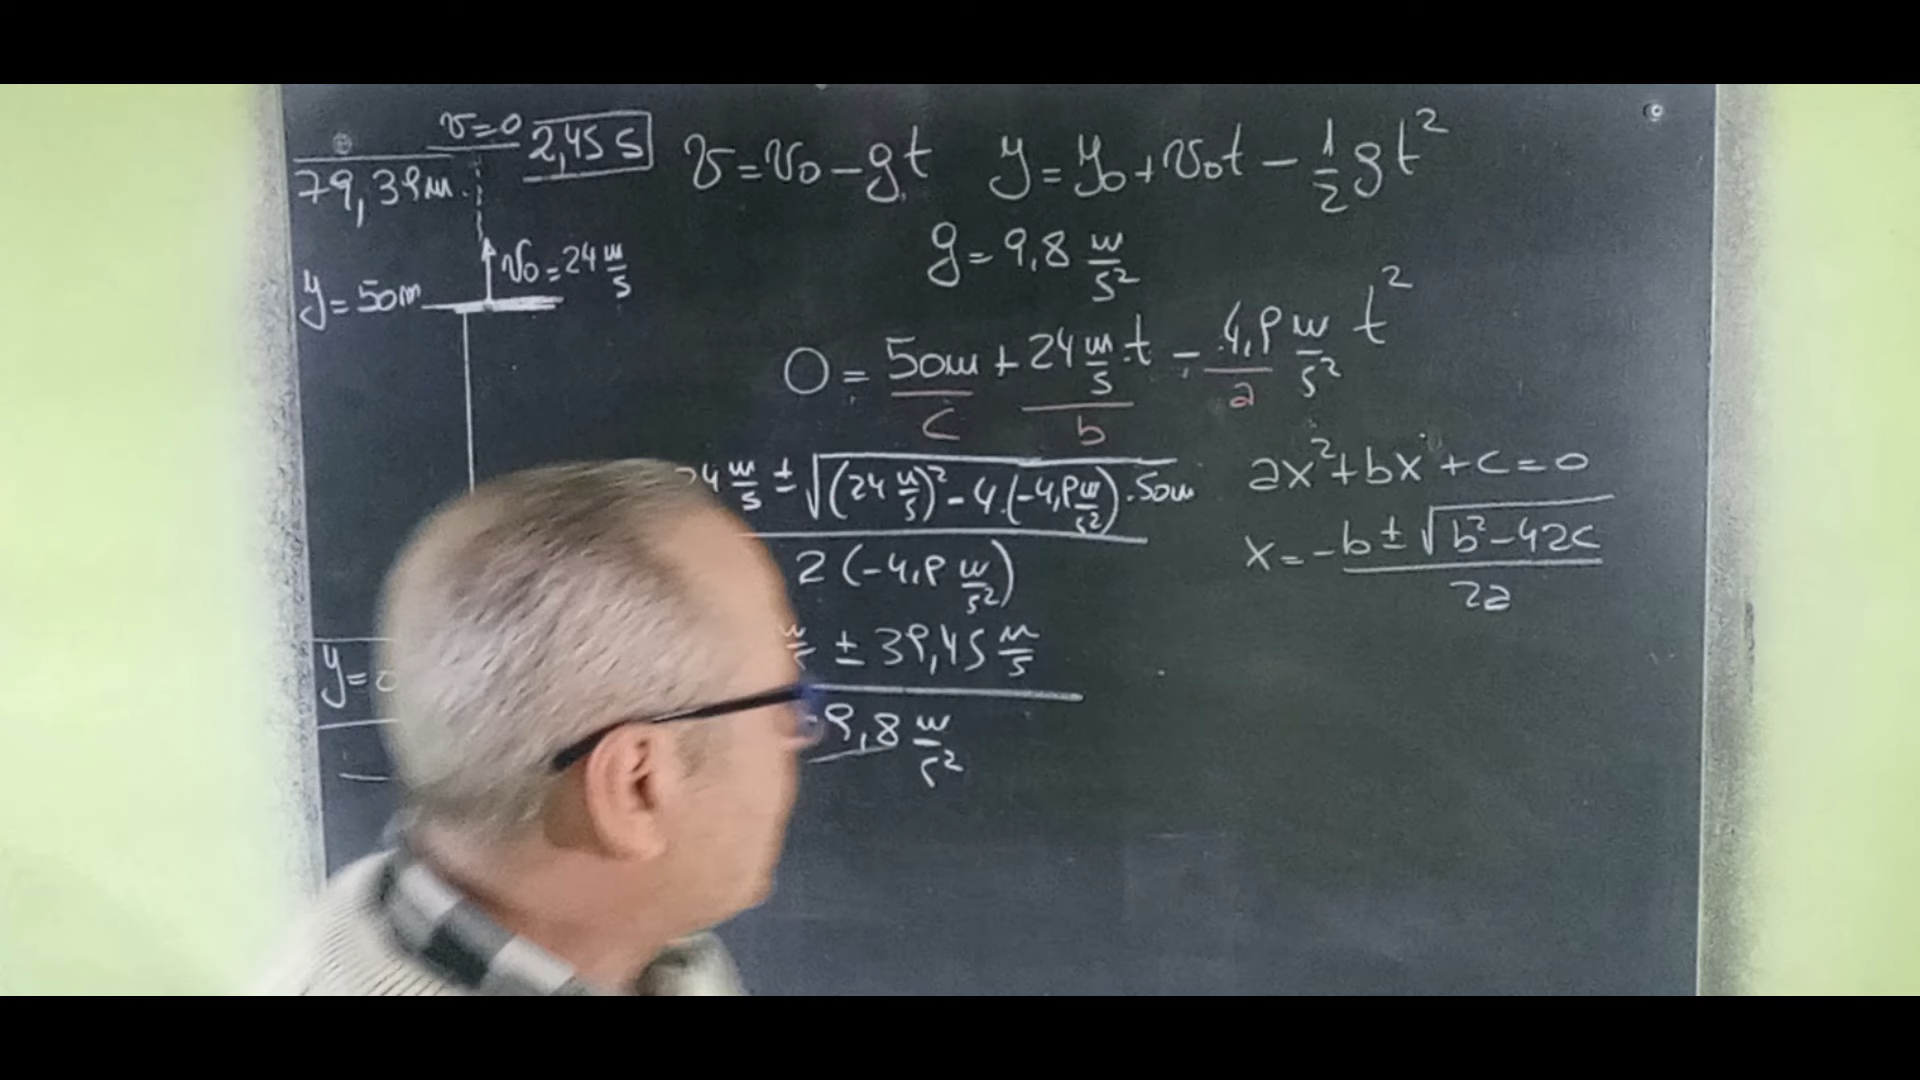 v=0 2,45 s
79,39m.
v=v₀-gt y=y₀+v₀t-½gt²
g=9,8 m/s²
v₀=24 m/s
y=50m
0=50m+24 m/s·t-4,9 m/s² t²
c b a
24 m/s ± √((24 m/s)²-4·(-4,9 m/s²)·50m
2(-4,9 m/s²)
ax²+bx+c=0
x=-b±√b²-4ac
2a
± 39,45 m/s
-9,8 m/s²
y=0